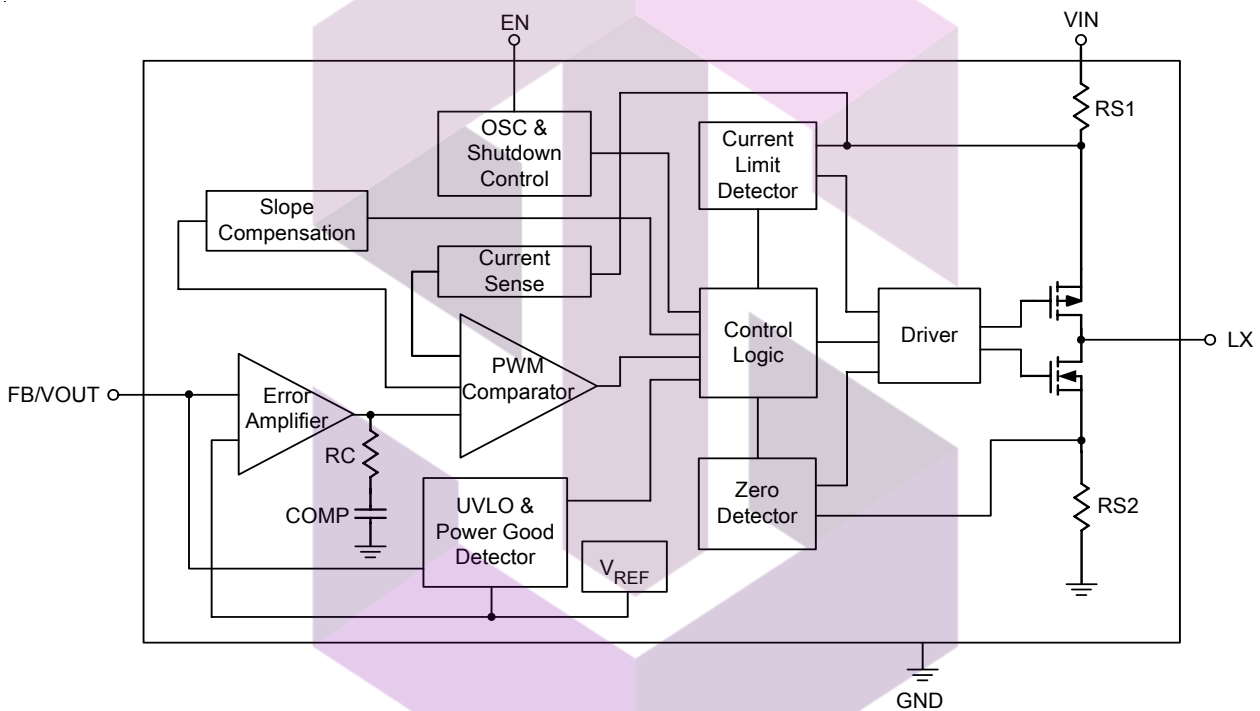 EN
VIN
RS1
OSC &
Shutdown
Control
Current
Limit
Detector
Slope
Compensation
Current
Sense
Control
Logic
Driver
LX
PWM
Comparator
FB/VOUT
Error
Amplifier
RC
COMP
UVLO &
Power Good
Detector
VREF
Zero
Detector
RS2
GND